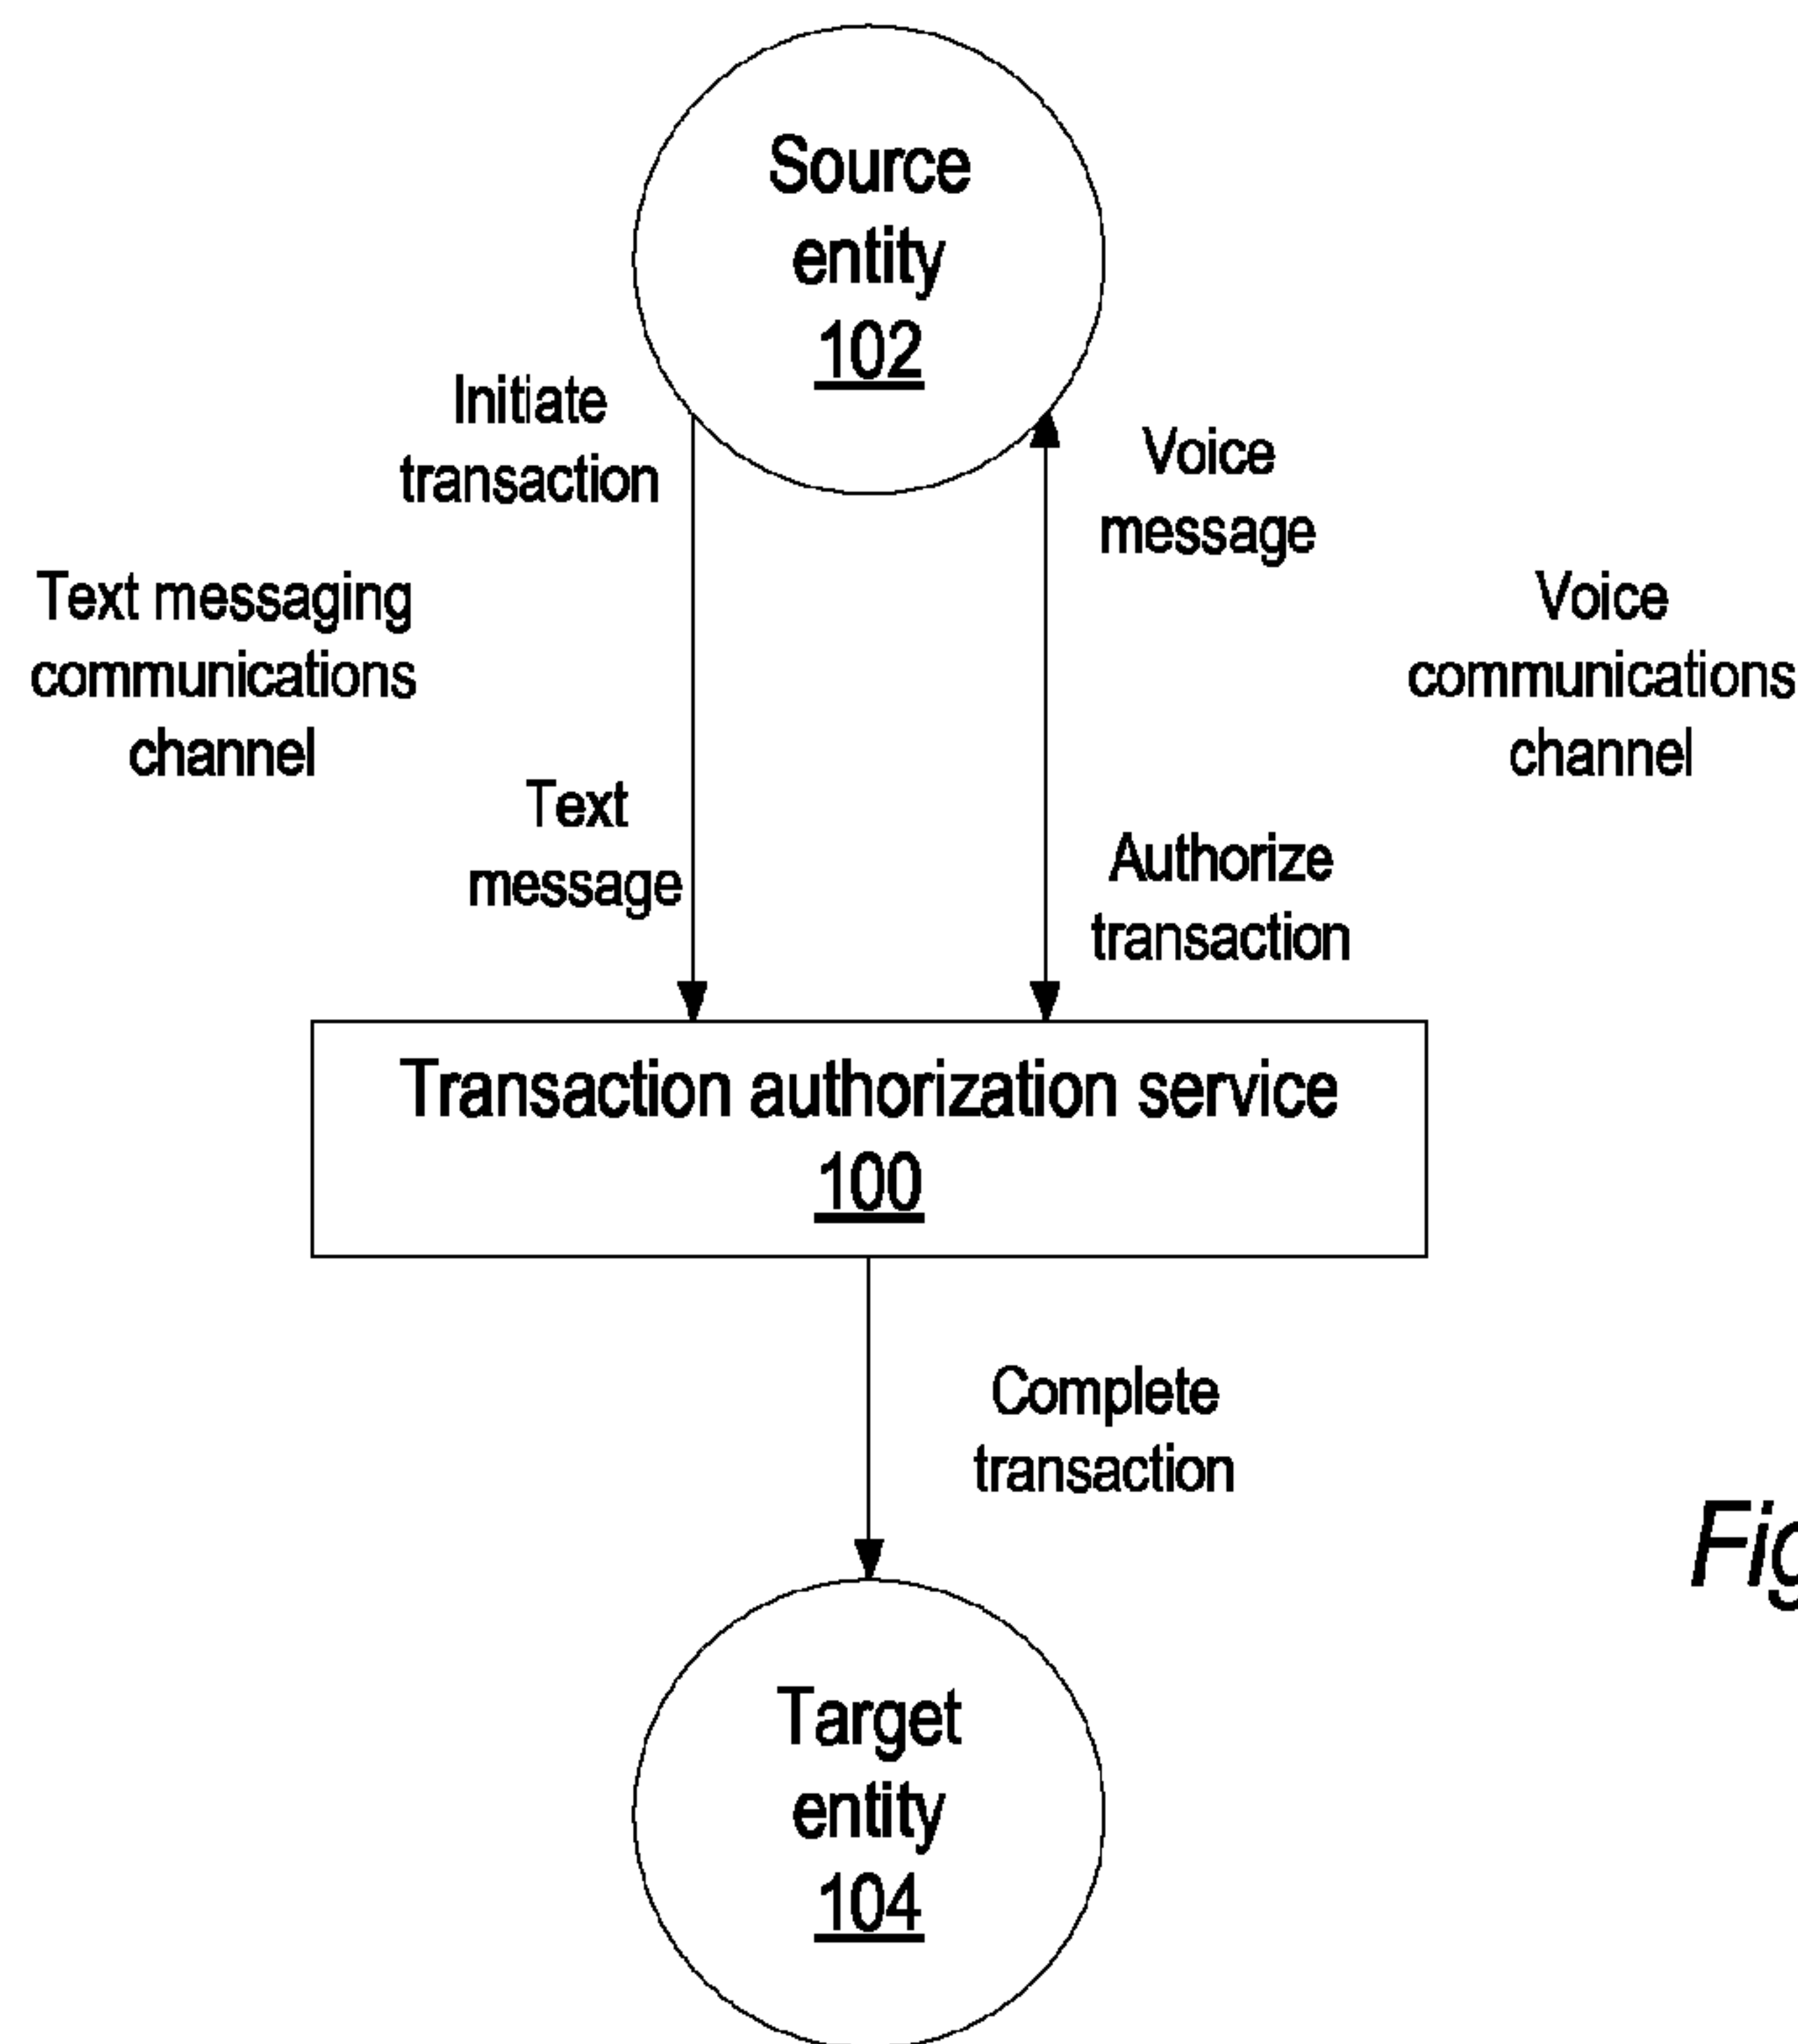 Source
entity
102
Initiate
transaction
Voice
message
Text messaging
communications
channel
Voice
communications
channel
Text
message
Authorize
transaction
Transaction authorization service
100
Complete
transaction
Target
entity
104